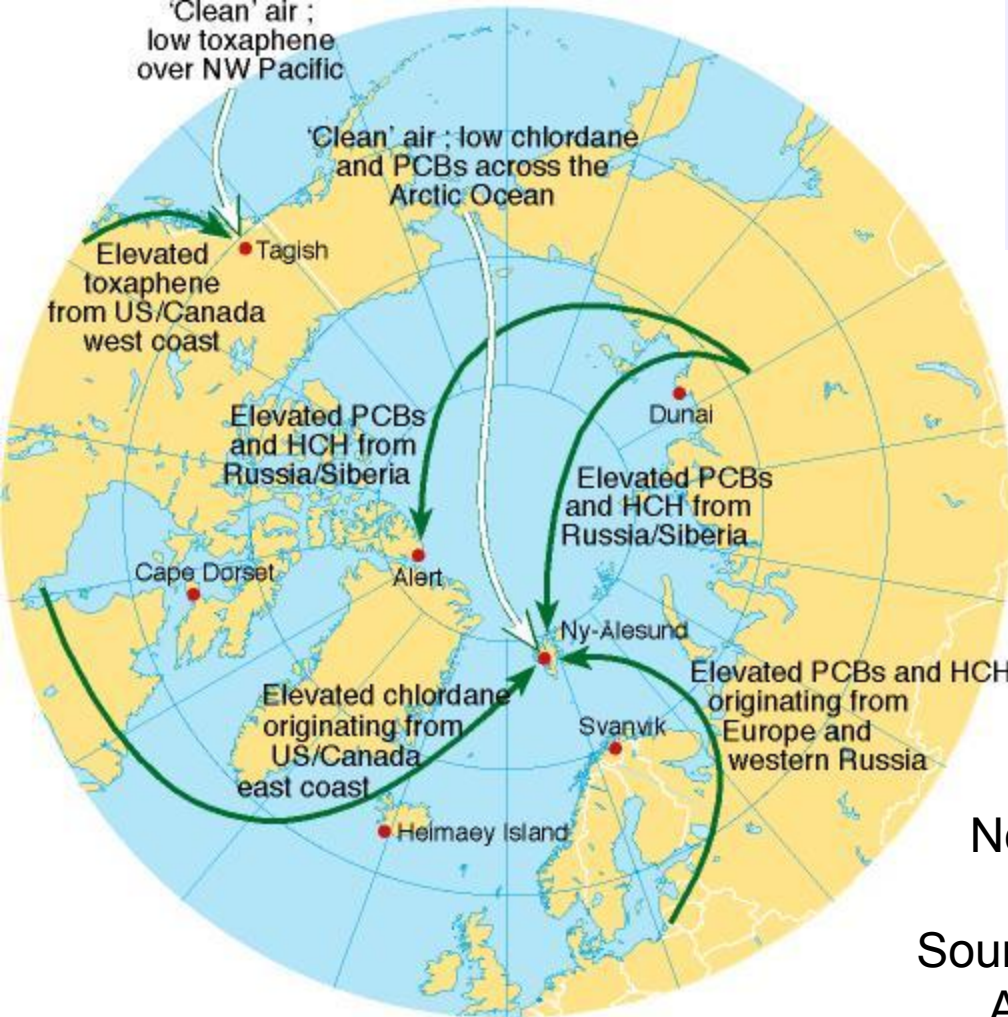 'Clean' air ;
low toxaphene
over NW Pacific
'Clean' air ; low chlordane
and PCBs across the
Arctic Ocean
Tagish
Elevated
toxaphene
from US/Canada
west coast
Dunai
Elevated PCBs
and HCH from
Russia/Siberia
Elevated PCBs
and HCH from
Russia/Siberia
Cape Dorset
Alert
Ny-Ålesund
Elevated PCBs and HCH
originating from
Europe and
western Russia
Elevated chlordane
originating from
US/Canada
east coast
Svanvik
Heimaey Island